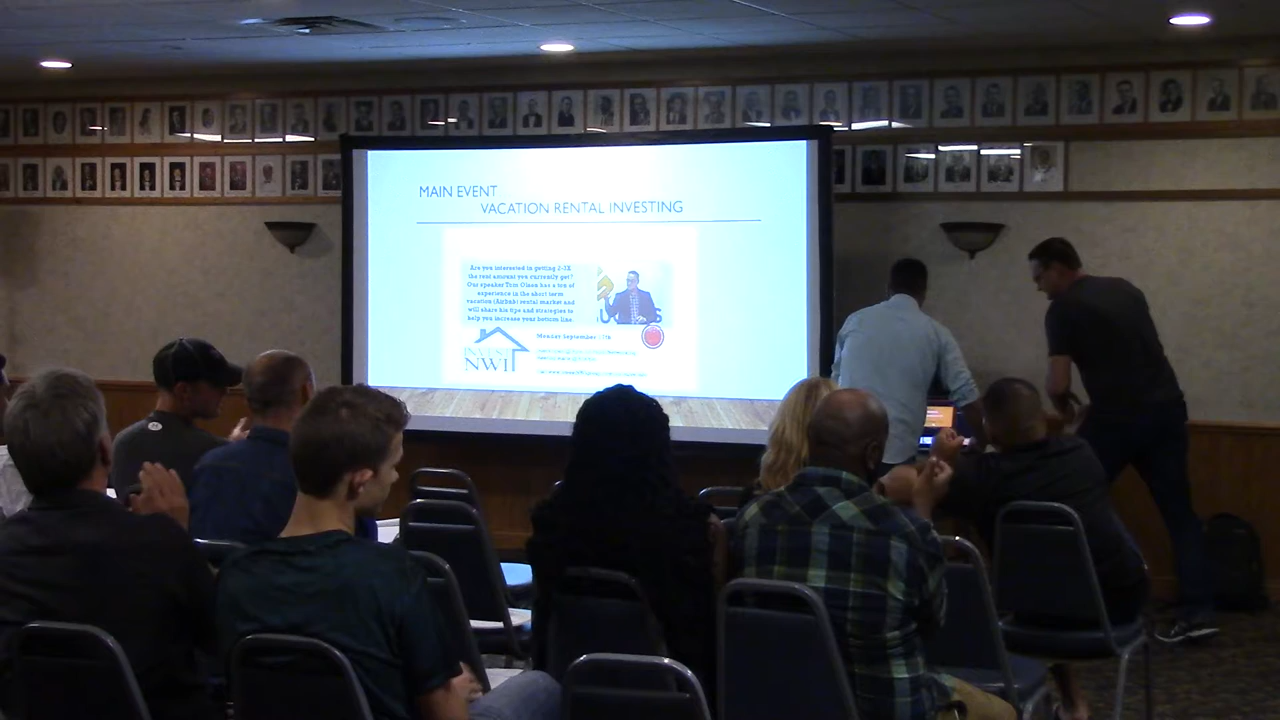 MAIN EVENT
VACATION RENTAL INVESTING
Are you interested in getting 2-3X
the rent amount you currently get?
Our speaker Tom Olsen has a ton of
experience in the short term
vacation (Airbnb) rental market and
will share his tips and strategies to
help you increase your bottom line.
Monday September
INVEST
NWI